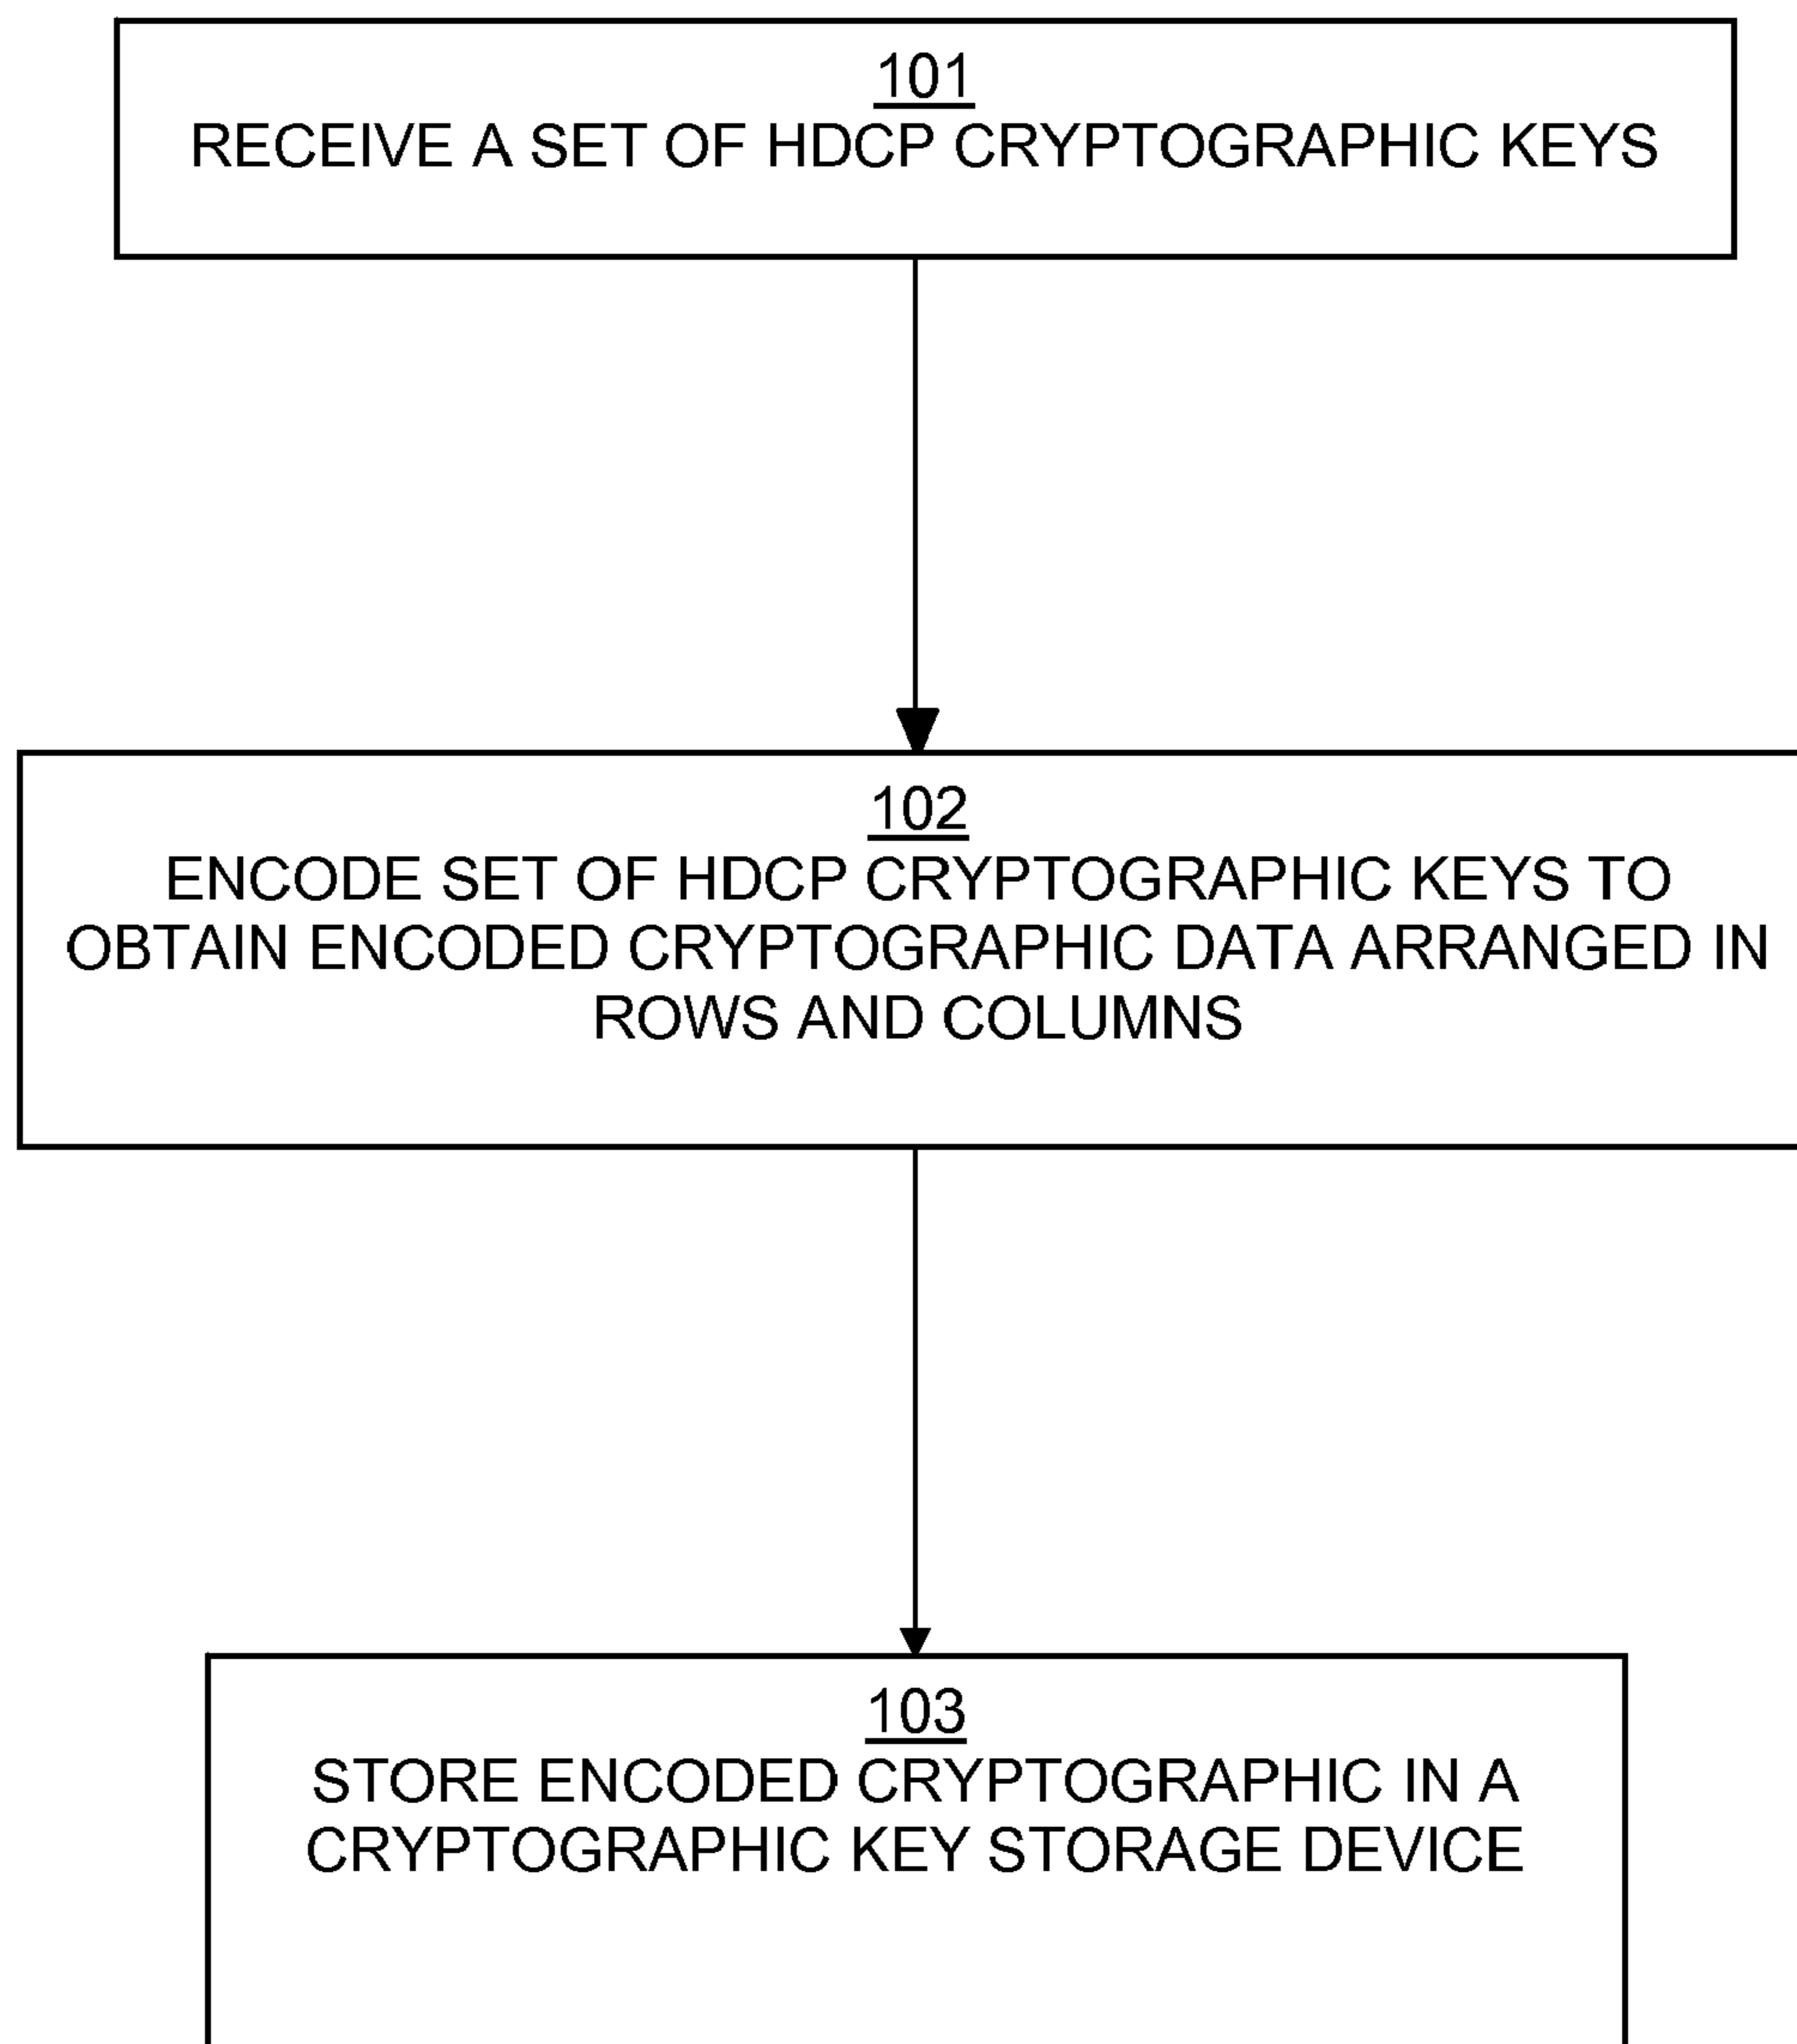 101
RECEIVE A SET OF HDCP CRYPTOGRAPHIC KEYS
102
ENCODE SET OF HDCP CRYPTOGRAPHIC KEYS TO
OBTAIN ENCODED CRYPTOGRAPHIC DATA ARRANGED IN
ROWS AND COLUMNS
103
STORE ENCODED CRYPTOGRAPHIC IN A
CRYPTOGRAPHIC KEY STORAGE DEVICE